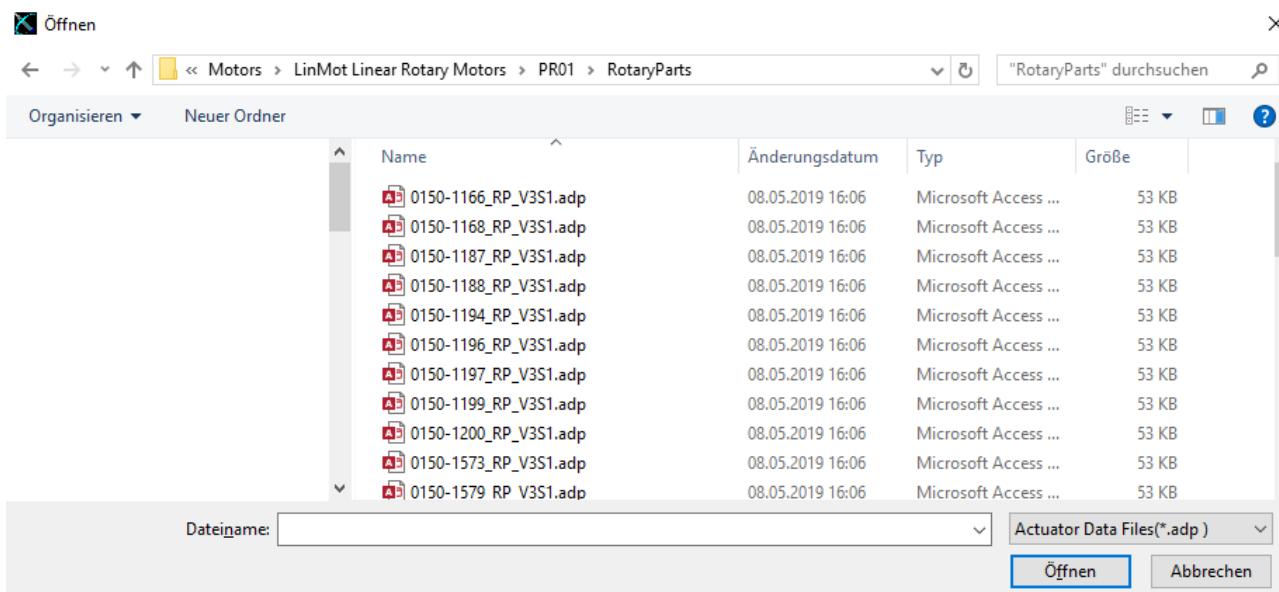 Öffnen
« Motors > LinMot Linear Rotary Motors > PR01 > RotaryParts
"RotaryParts" durchsuchen
Organisieren Neuer Ordner
Name Änderungsdatum Typ Größe
0150-1166_RP_V3S1.adp 08.05.2019 16:06 Microsoft Access ... 53 KB
0150-1168_RP_V3S1.adp 08.05.2019 16:06 Microsoft Access ... 53 KB
0150-1187_RP_V3S1.adp 08.05.2019 16:06 Microsoft Access ... 53 KB
0150-1188_RP_V3S1.adp 08.05.2019 16:06 Microsoft Access ... 53 KB
0150-1194_RP_V3S1.adp 08.05.2019 16:06 Microsoft Access ... 53 KB
0150-1196_RP_V3S1.adp 08.05.2019 16:06 Microsoft Access ... 53 KB
0150-1197_RP_V3S1.adp 08.05.2019 16:06 Microsoft Access ... 53 KB
0150-1199_RP_V3S1.adp 08.05.2019 16:06 Microsoft Access ... 53 KB
0150-1200_RP_V3S1.adp 08.05.2019 16:06 Microsoft Access ... 53 KB
0150-1573_RP_V3S1.adp 08.05.2019 16:06 Microsoft Access ... 53 KB
0150-1579_RP_V3S1.adp 08.05.2019 16:06 Microsoft Access ... 53 KB
Dateiname: Actuator Data Files(*.adp )
Öffnen Abbrechen